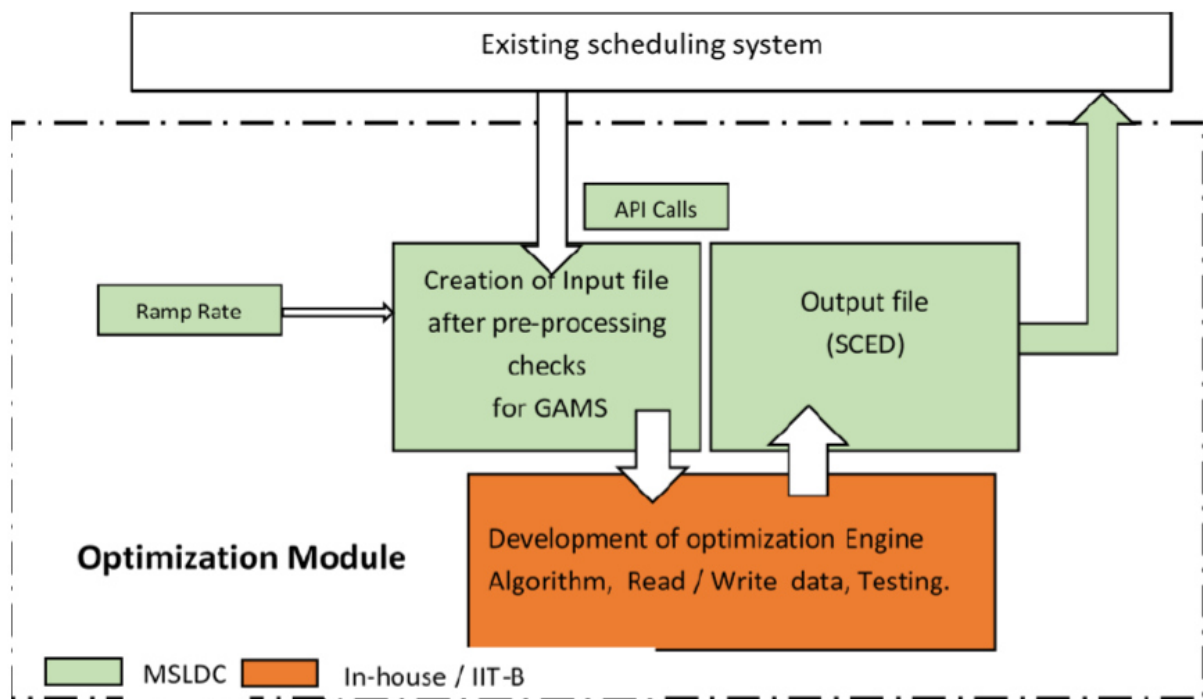 Existing scheduling system
API Calls
Ramp Rate
Creation of Input file
after pre-processing
checks
for GAMS
Output file
(SCED)
Development of optimization Engine
Algorithm, Read / Write data, Testing.
Optimization Module
MSLDC
In-house / IIT-B